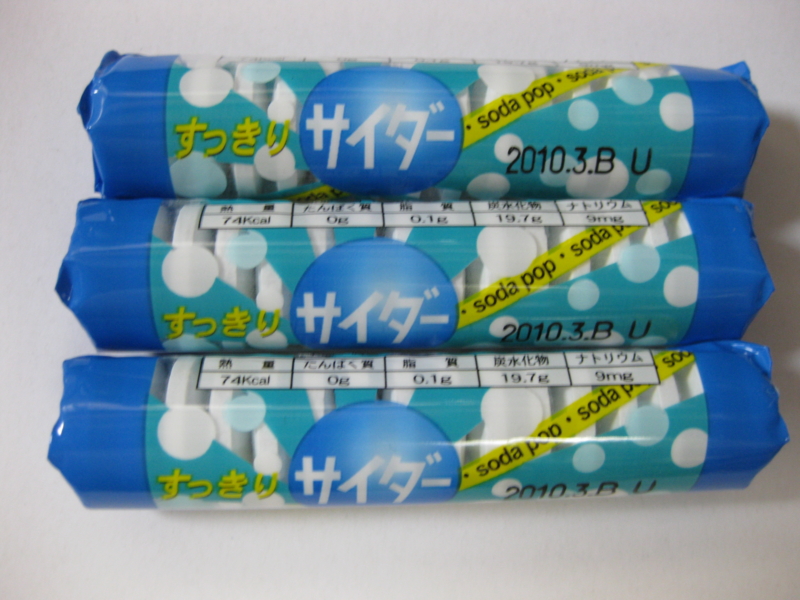 ・soda pop・soda
すっきり サイダー
2010.3.B U
熱量 たんぱく質 脂質 炭水化物 ナトリウム
74Kcal 0g 0.1g 19.7g 9mg
・soda pop・soda po
すっきり サイダー
2010.3.B U
熱量 たんぱく質 脂質 炭水化物 ナトリウム
74Kcal 0g 0.1g 19.7g 9mg
・soda pop・soda pop・soda
すっきり サイダー
2010.3.B U